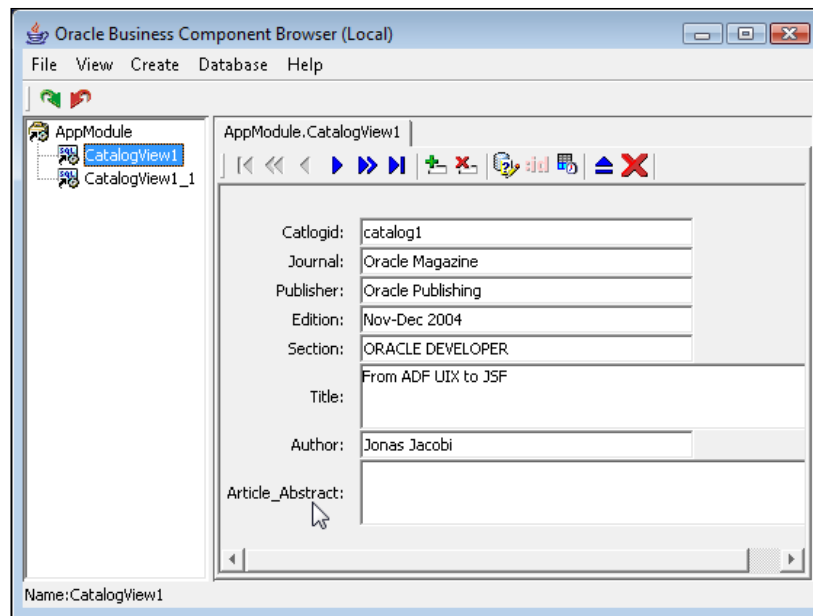 Oracle Business Component Browser (Local)
File View Create Database Help
AppModule
CatalogView1
CatalogView1_1
AppModule.CatalogView1
Catlogid: catalog1
Journal: Oracle Magazine
Publisher: Oracle Publishing
Edition: Nov-Dec 2004
Section: ORACLE DEVELOPER
Title: From ADF UIX to JSF
Author: Jonas Jacobi
Article_Abstract:
Name:CatalogView1